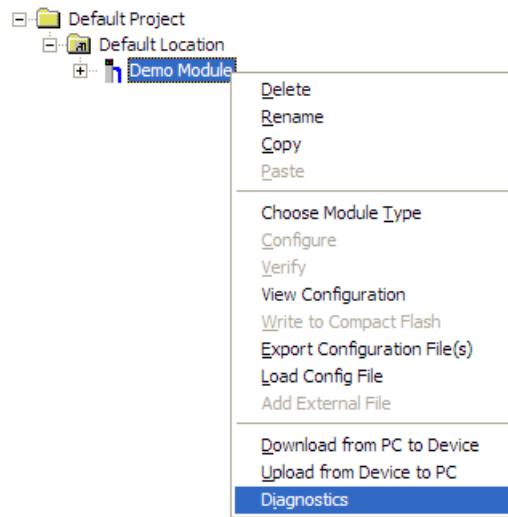 Default Project
Default Location
Demo Module
Delete
Rename
Copy
Paste
Choose Module Type
Configure
Verify
View Configuration
Write to Compact Flash
Export Configuration File(s)
Load Config File
Add External File
Download from PC to Device
Upload from Device to PC
Diagnostics